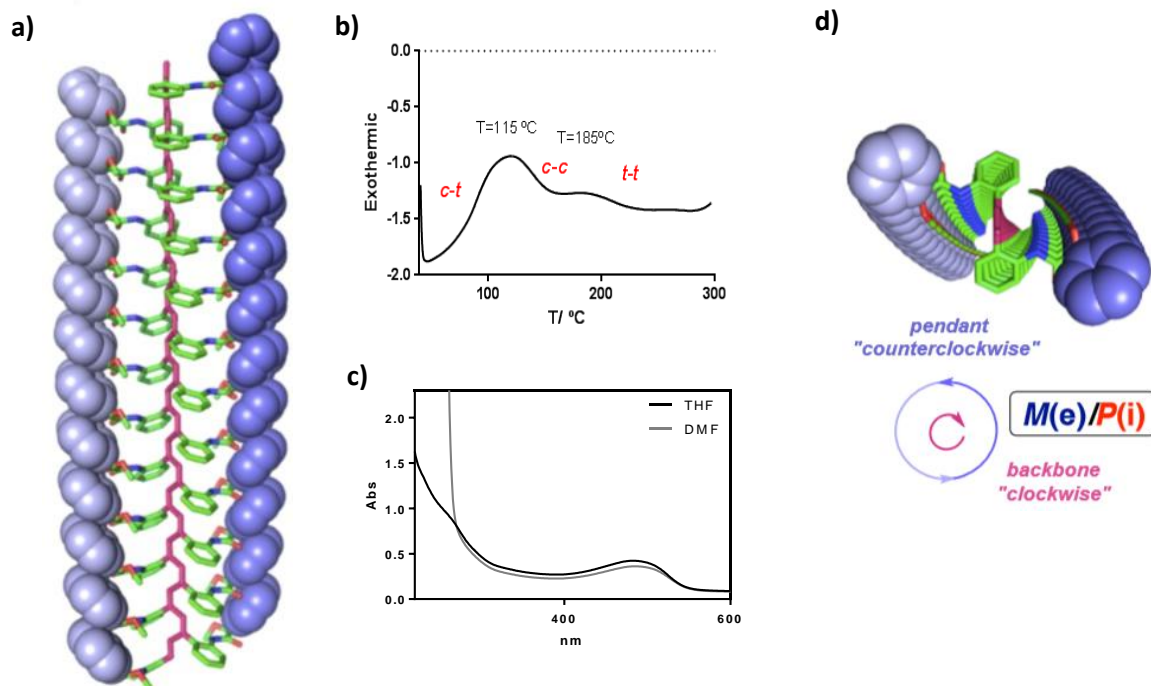 a)
b)
0.0
-0.5
-1.0
-1.5
-2.0
Exothermic
T=115 ºC
T=185ºC
c-t
c-c
t-t
100
200
300
T/ ºC
c)
2.0
1.5
1.0
0.5
0.0
Abs
THF
DMF
400
600
nm
d)
pendant
"counterclockwise"
M(e)/P(i)
backbone
"clockwise"